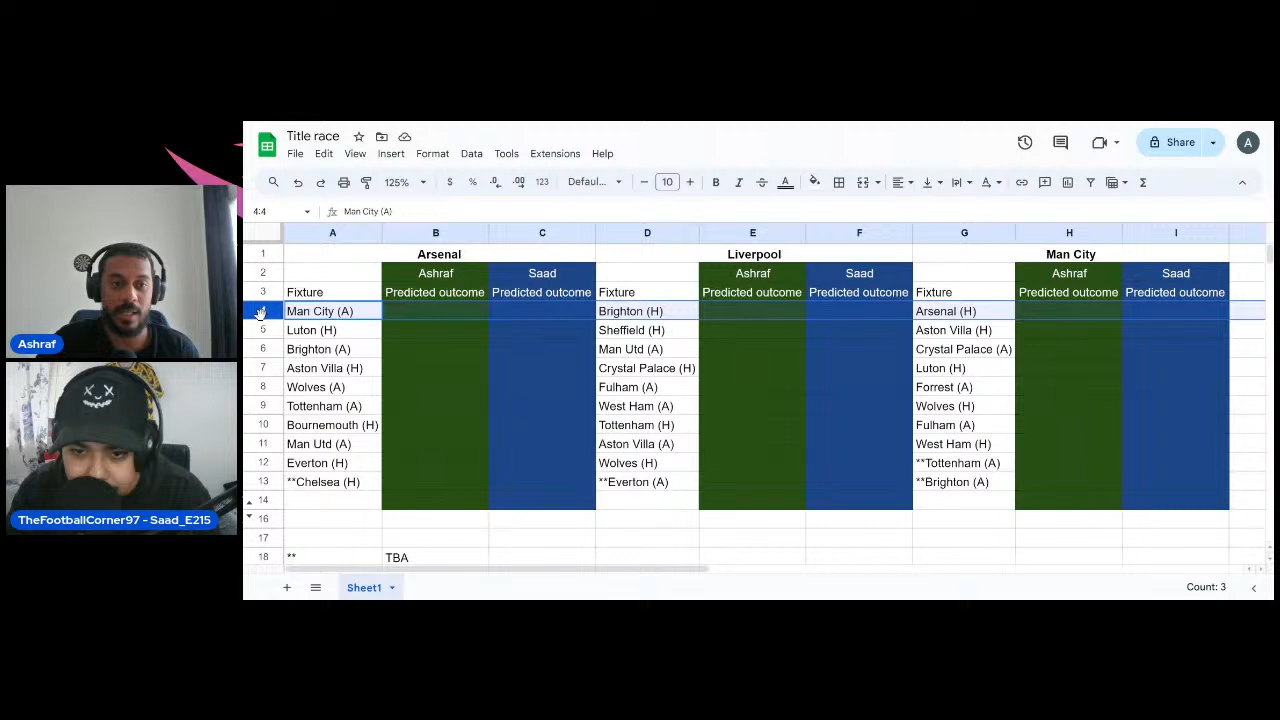 Title race
File Edit View Insert Format Data Tools Extensions Help
Share
A
125% $ % .0 .00 123 Defaul... 10 B I A
4:4 fx Man City (A)
A B C D E F G H I
1 Arsenal Liverpool Man City
2 Ashraf Saad Ashraf Saad Ashraf Saad
3 Fixture Predicted outcome Predicted outcome Fixture Predicted outcome Predicted outcome Fixture Predicted outcome Predicted outcome
4 Man City (A) Brighton (H) Arsenal (H)
5 Luton (H) Sheffield (H) Aston Villa (H)
6 Brighton (A) Man Utd (A) Crystal Palace (A)
7 Aston Villa (H) Crystal Palace (H) Luton (H)
8 Wolves (A) Fulham (A) Forrest (A)
9 Tottenham (A) West Ham (A) Wolves (H)
10 Bournemouth (H) Tottenham (H) Fulham (A)
11 Man Utd (A) Aston Villa (A) West Ham (H)
12 Everton (H) Wolves (H) **Tottenham (A)
13 **Chelsea (H) **Everton (A) **Brighton (A)
14
16
17
18 ** TBA
Sheet1
Count: 3
Ashraf
TheFootballCorner97 - Saad_E215